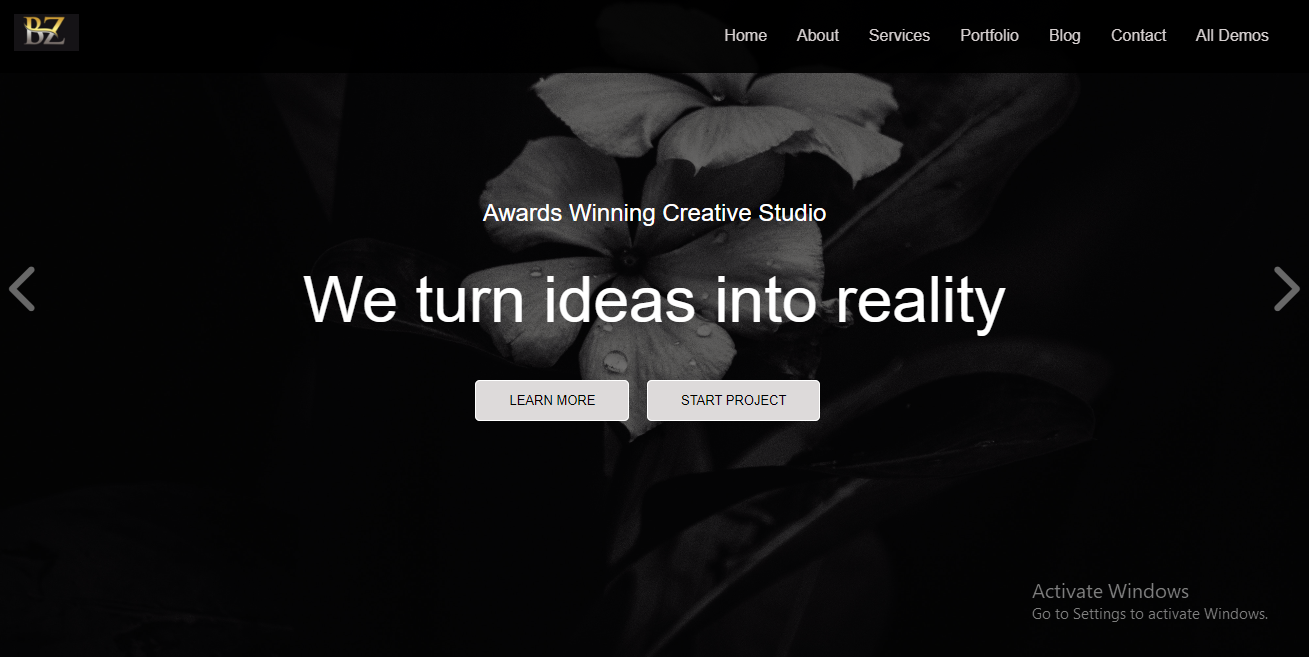 BZ
Home About Services Portfolio Blog Contact All Demos
Awards Winning Creative Studio
We turn ideas into reality
LEARN MORE START PROJECT
Activate Windows
Go to Settings to activate Windows.